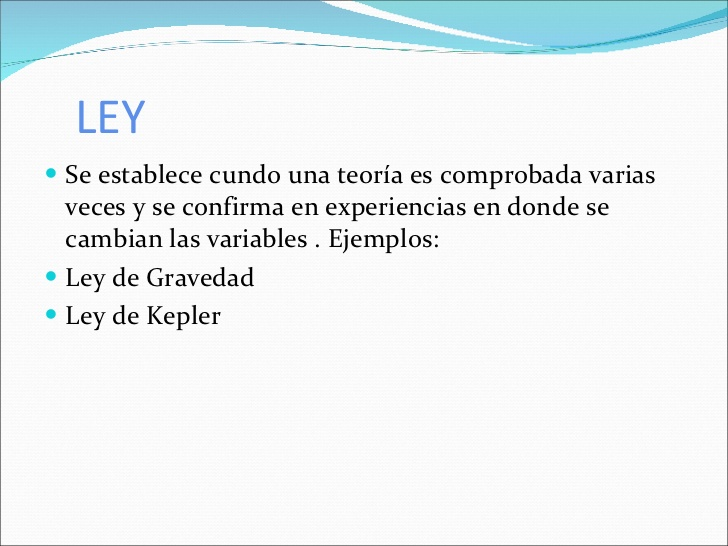 LEY
• Se establece cundo una teoría es comprobada varias
veces y se confirma en experiencias en donde se
cambian las variables . Ejemplos:
• Ley de Gravedad
• Ley de Kepler